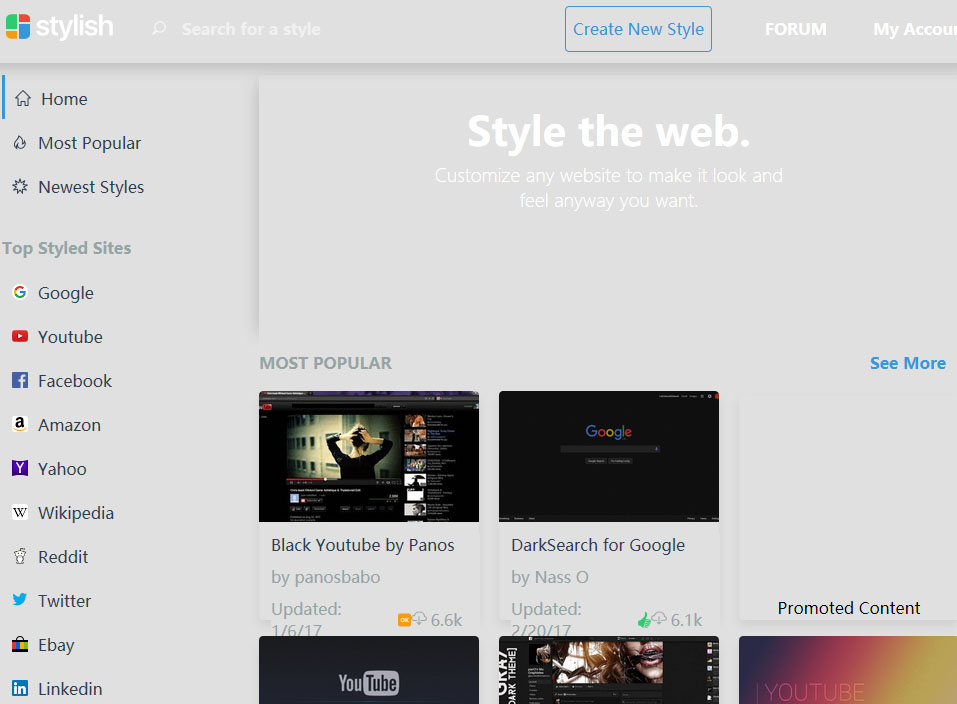 stylish
Search for a style
Create New Style
FORUM
My Accou
Home
Most Popular
Newest Styles
Top Styled Sites
Google
Youtube
Facebook
Amazon
Yahoo
Wikipedia
Reddit
Twitter
Ebay
Linkedin
Style the web.
Customize any website to make it look and
feel anyway you want.
MOST POPULAR
See More
Google
Black Youtube by Panos
by panosbabo
Updated:
1/6/17
OK
6.6k
DarkSearch for Google
by Nass O
Updated:
2/20/17
6.1k
Promoted Content
YouTube
DARK THEME]
YOUTUBE